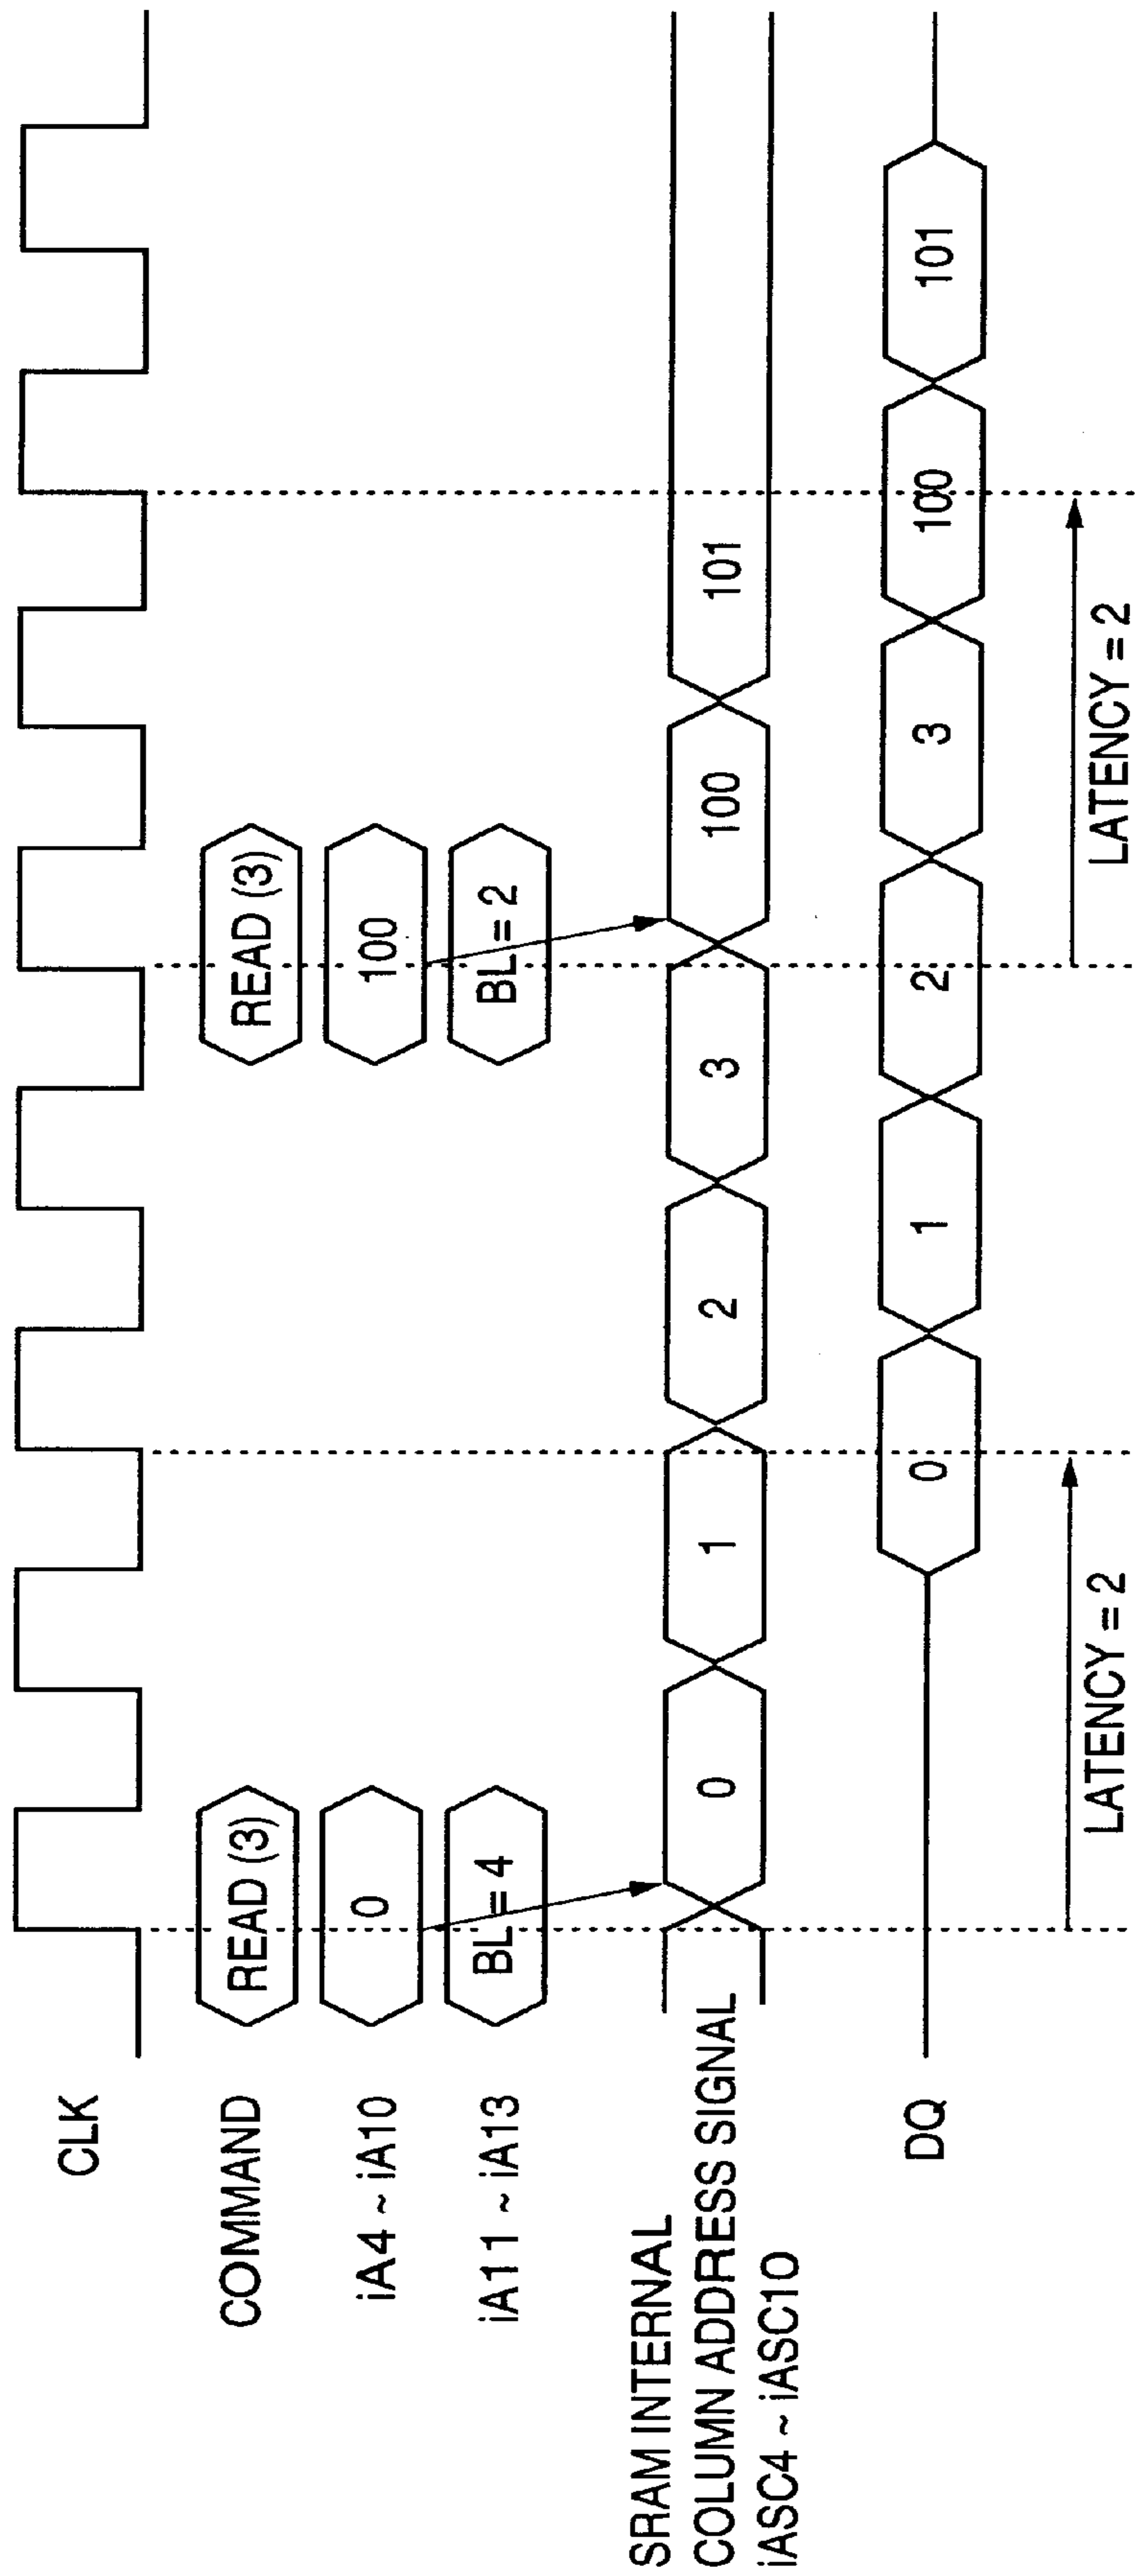 CLK
COMMAND
READ (3)
READ (3)
iA4 ~ iA10
0
100
iA11 ~ iA13
BL = 4
BL = 2
SRAM INTERNAL
COLUMN ADDRESS SIGNAL
iASC4 ~ iASC10
0
1
2
3
100
101
DQ
0
1
2
3
100
101
LATENCY = 2
LATENCY = 2